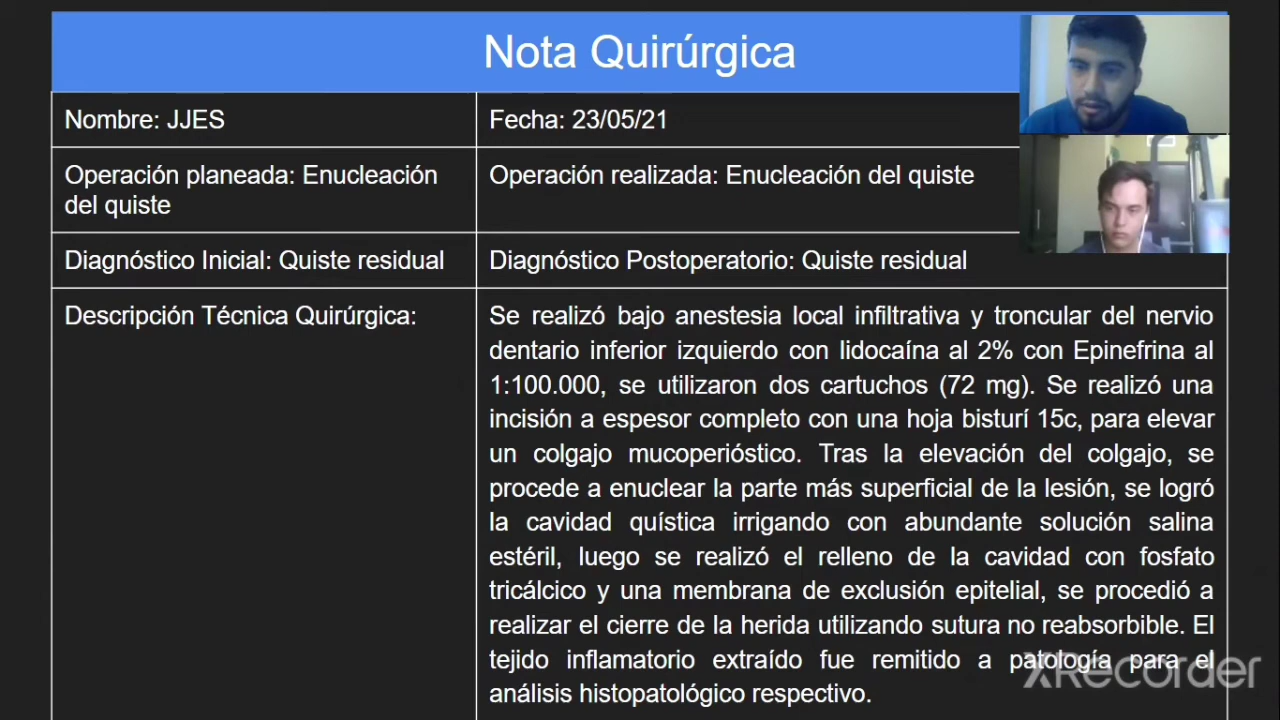 Nota Quirúrgica
Nombre: JJES
Fecha: 23/05/21
Operación planeada: Enucleación
del quiste
Operación realizada: Enucleación del quiste
Diagnóstico Inicial: Quiste residual
Diagnóstico Postoperatorio: Quiste residual
Descripción Técnica Quirúrgica:
Se realizó bajo anestesia local infiltrativa y troncular del nervio
dentario inferior izquierdo con lidocaína al 2% con Epinefrina al
1:100.000, se utilizaron dos cartuchos (72 mg). Se realizó una
incisión a espesor completo con una hoja bisturí 15c, para elevar
un colgajo mucoperióstico. Tras la elevación del colgajo, se
procede a enuclear la parte más superficial de la lesión, se logró
la cavidad quística irrigando con abundante solución salina
estéril, luego se realizó el relleno de la cavidad con fosfato
tricálcico y una membrana de exclusión epitelial, se procedió a
realizar el cierre de la herida utilizando sutura no reabsorbible. El
tejido inflamatorio extraído fue remitido a patología para el
análisis histopatológico respectivo.
XRecorder